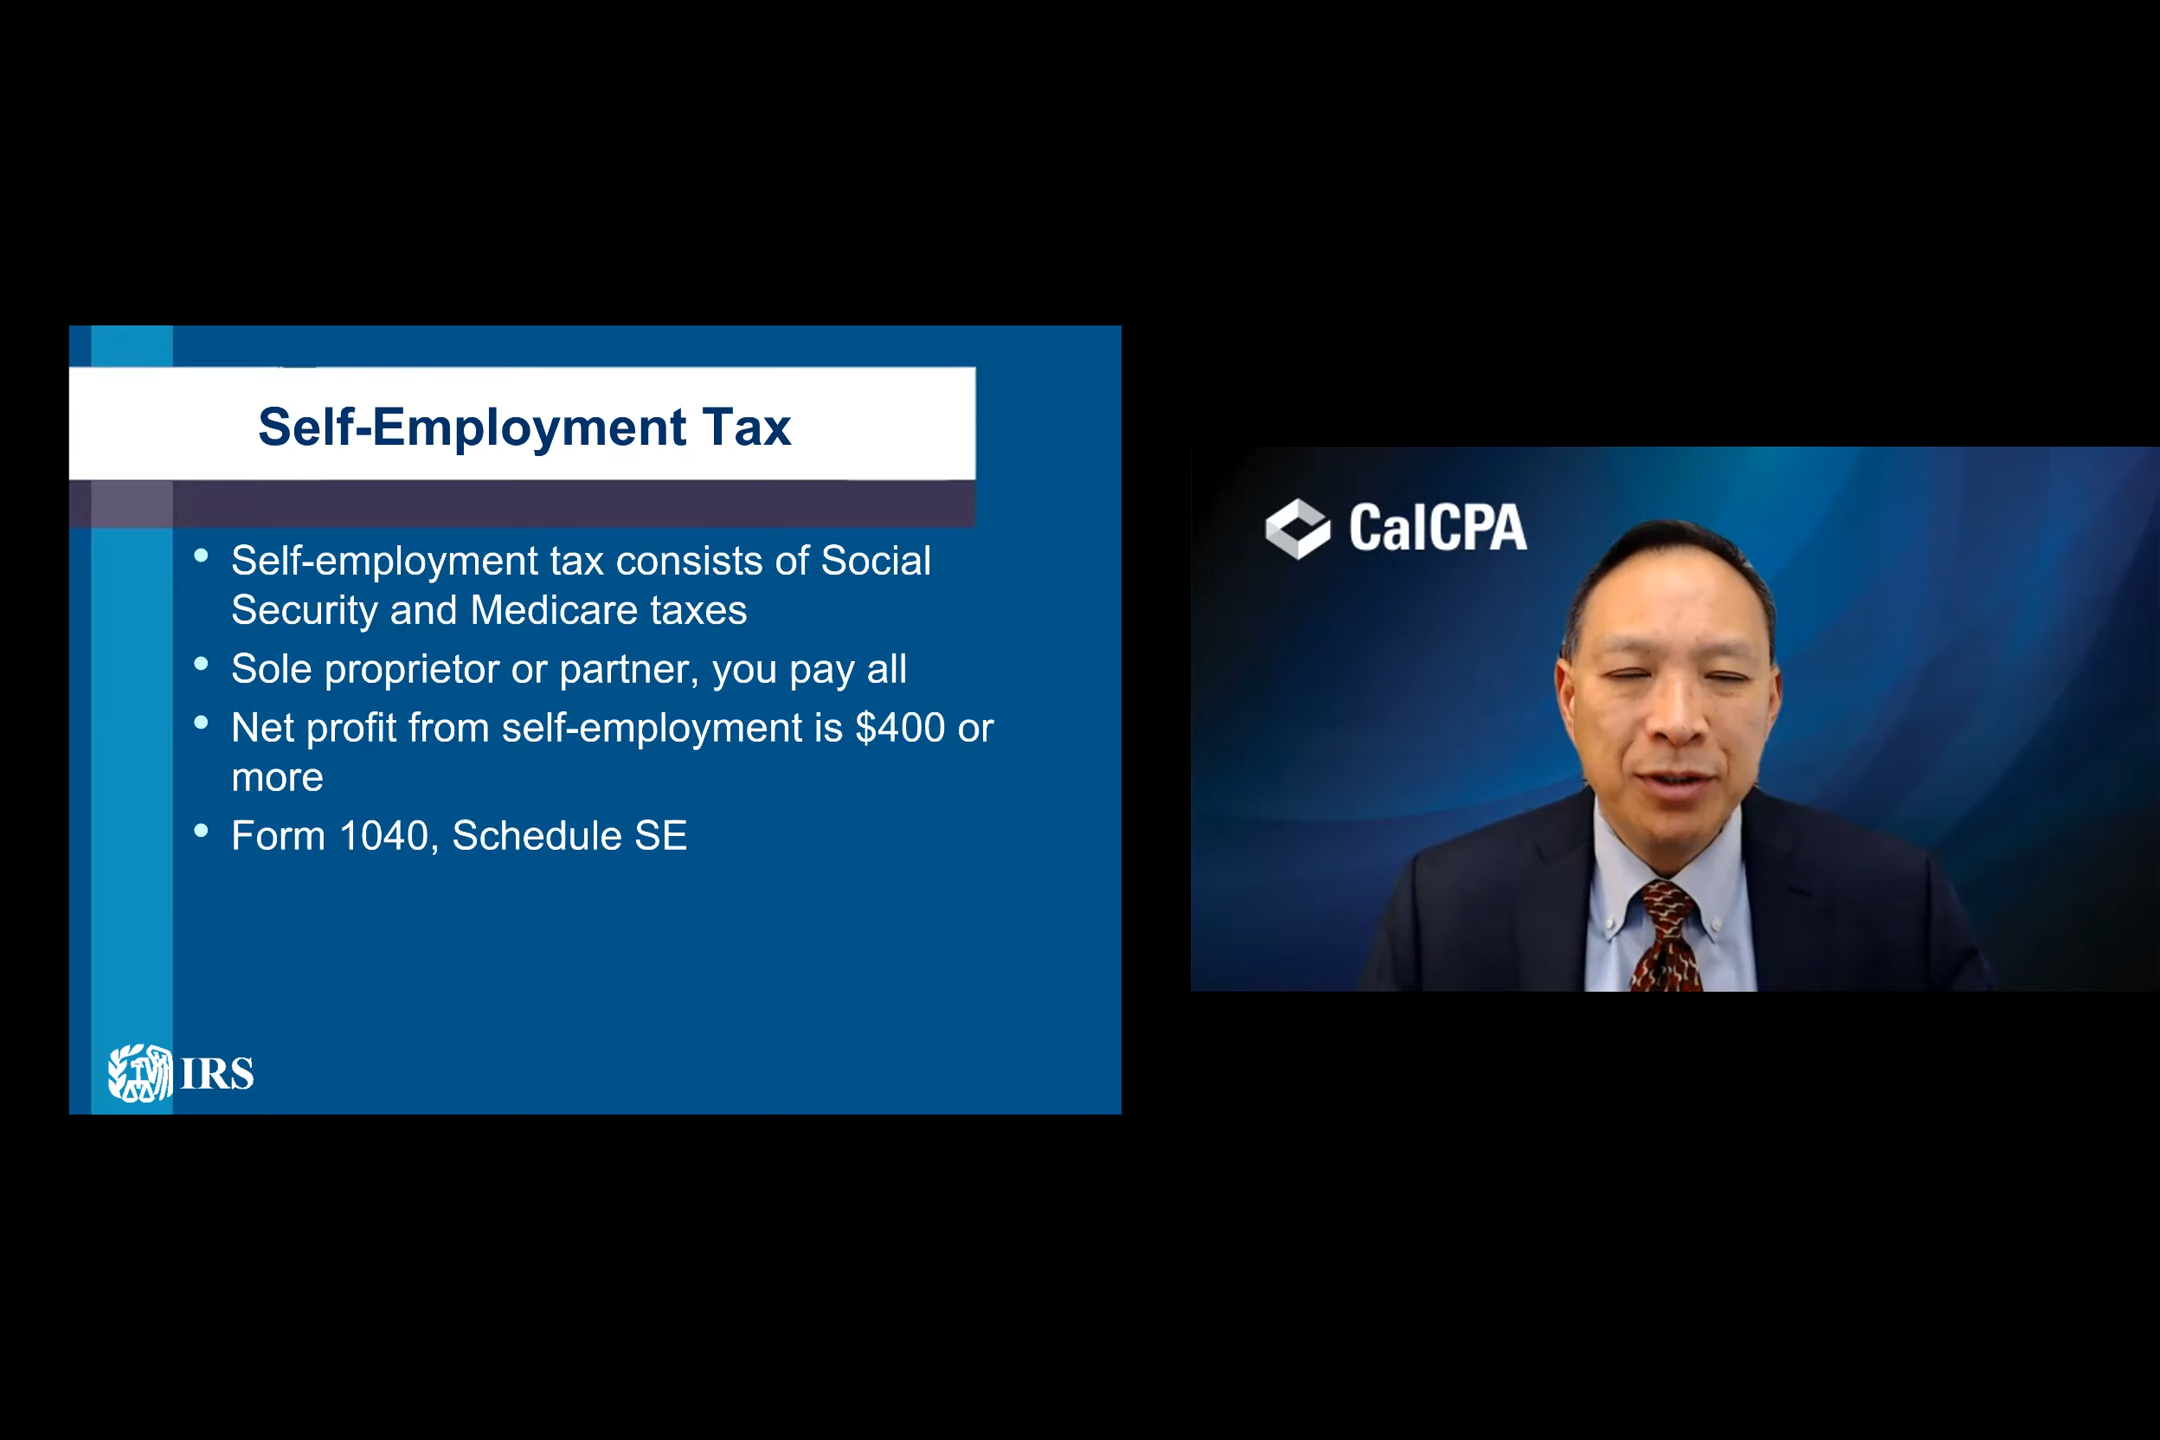 Self-Employment Tax
• Self-employment tax consists of Social
Security and Medicare taxes
• Sole proprietor or partner, you pay all
• Net profit from self-employment is $400 or
more
• Form 1040, Schedule SE
IRS
CalCPA